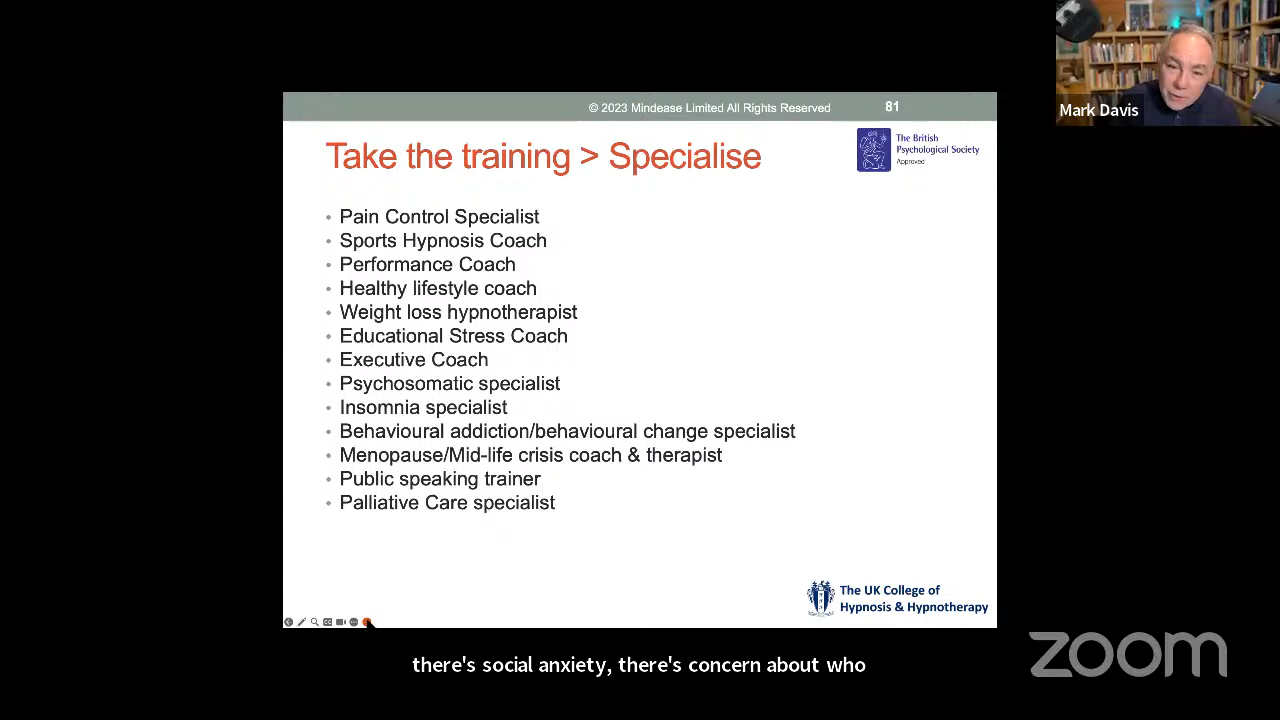 © 2023 Mindease Limited All Rights Reserved 81
Mark Davis
Take the training > Specialise
The British
Psychological Society
Approved
• Pain Control Specialist
• Sports Hypnosis Coach
• Performance Coach
• Healthy lifestyle coach
• Weight loss hypnotherapist
• Educational Stress Coach
• Executive Coach
• Psychosomatic specialist
• Insomnia specialist
• Behavioural addiction/behavioural change specialist
• Menopause/Mid-life crisis coach & therapist
• Public speaking trainer
• Palliative Care specialist
The UK College of
Hypnosis & Hypnotherapy
there's social anxiety, there's concern about who
zoom